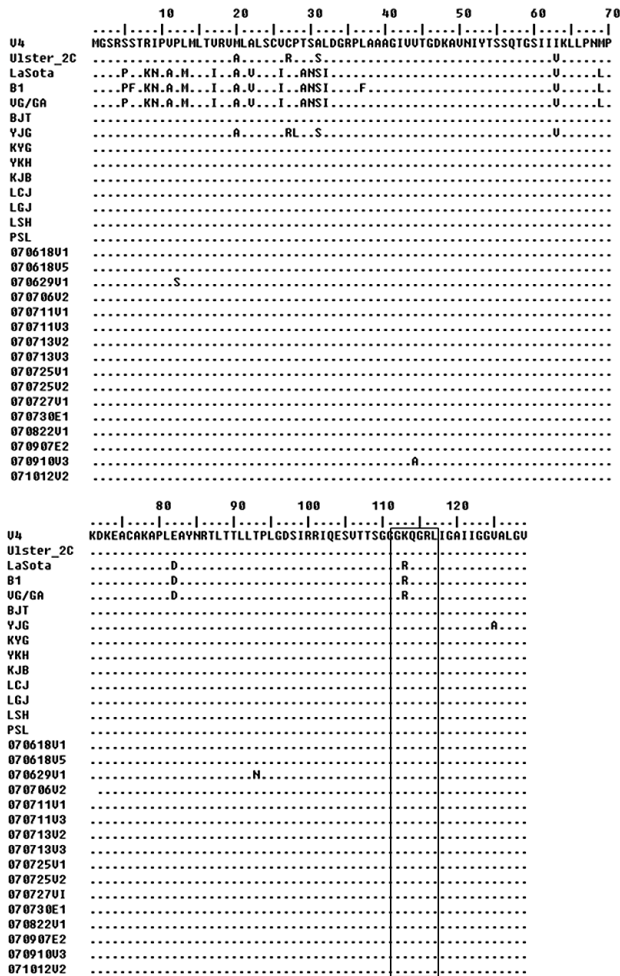 10 20 30 40 50 60 70
V4 MGSRSSTRIPVPLMLTVRVMLALSCVCPTSALDGRPLAAAGIVVTGDKAVNIYTSSQTGSIIIKLLPNMP
Ulster_2C ...................A......R...S...............................V.......
LaSota ....P..KN.A.M...I..A.V...I..ANSI..............................V.....L.
B1 ....PF.KN.A.M...I..A.V...I..ANSI....F.........................V.....L.
VG/GA ....P..KN.A.M...I..A.V...I..ANSI..............................V.....L.
BJT ......................................................................
YJG ...................A......RL..S...............................V.......
KYG ......................................................................
YKH ......................................................................
KJB ......................................................................
LCJ ......................................................................
LGJ ......................................................................
LSH ......................................................................
PSL ......................................................................
070618V1 ......................................................................
070618V5 ......................................................................
070629V1 ...........S..........................................................
070706V2 ......................................................................
070711V1 ......................................................................
070711V3 ......................................................................
070713V2 ......................................................................
070713V3 ......................................................................
070725V1 ......................................................................
070725V2 ......................................................................
070727V1 ......................................................................
070730E1 ......................................................................
070822V1 ......................................................................
070907E2 ......................................................................
070910V3 ...........................................A..........................
071012V2 ......................................................................
80 90 100 110 120
V4 KDKEACAKAPLEAYNRTLTTLLTPLGDSIRRIQESVTTSGGGKQGRLIGAIIGGVALGV
Ulster_2C ...........................................................
LaSota ...........D..............................R................
B1 ...........D..............................R................
VG/GA ...........D..............................R................
BJT ...........................................................
YJG ......................................................A....
KYG ...........................................................
YKH ...........................................................
KJB ...........................................................
LCJ ...........................................................
LGJ ...........................................................
LSH ...........................................................
PSL ...........................................................
070618V1 ...........................................................
070618V5 ...........................................................
070629V1 ......................N....................................
070706V2 ..........................................................
070711V1 ...........................................................
070711V3 ...........................................................
070713V2 ...........................................................
070713V3 ...........................................................
070725V1 ...........................................................
070725V2 ...........................................................
070727VI ...........................................................
070730E1 ...........................................................
070822V1 ...........................................................
070907E2 ...........................................................
070910V3 ...........................................................
071012V2 ...........................................................